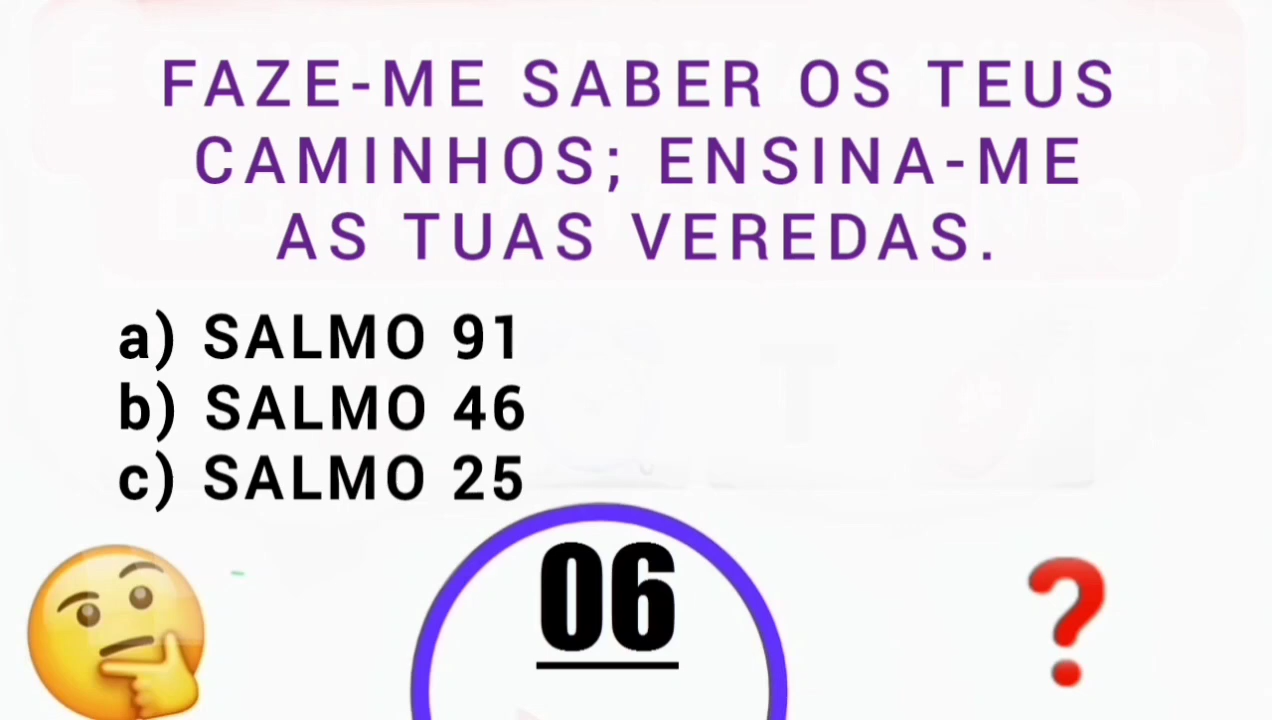 FAZE-ME SABER OS TEUS
CAMINHOS; ENSINA-ME
AS TUAS VEREDAS.
a) SALMO 91
b) SALMO 46
c) SALMO 25
06